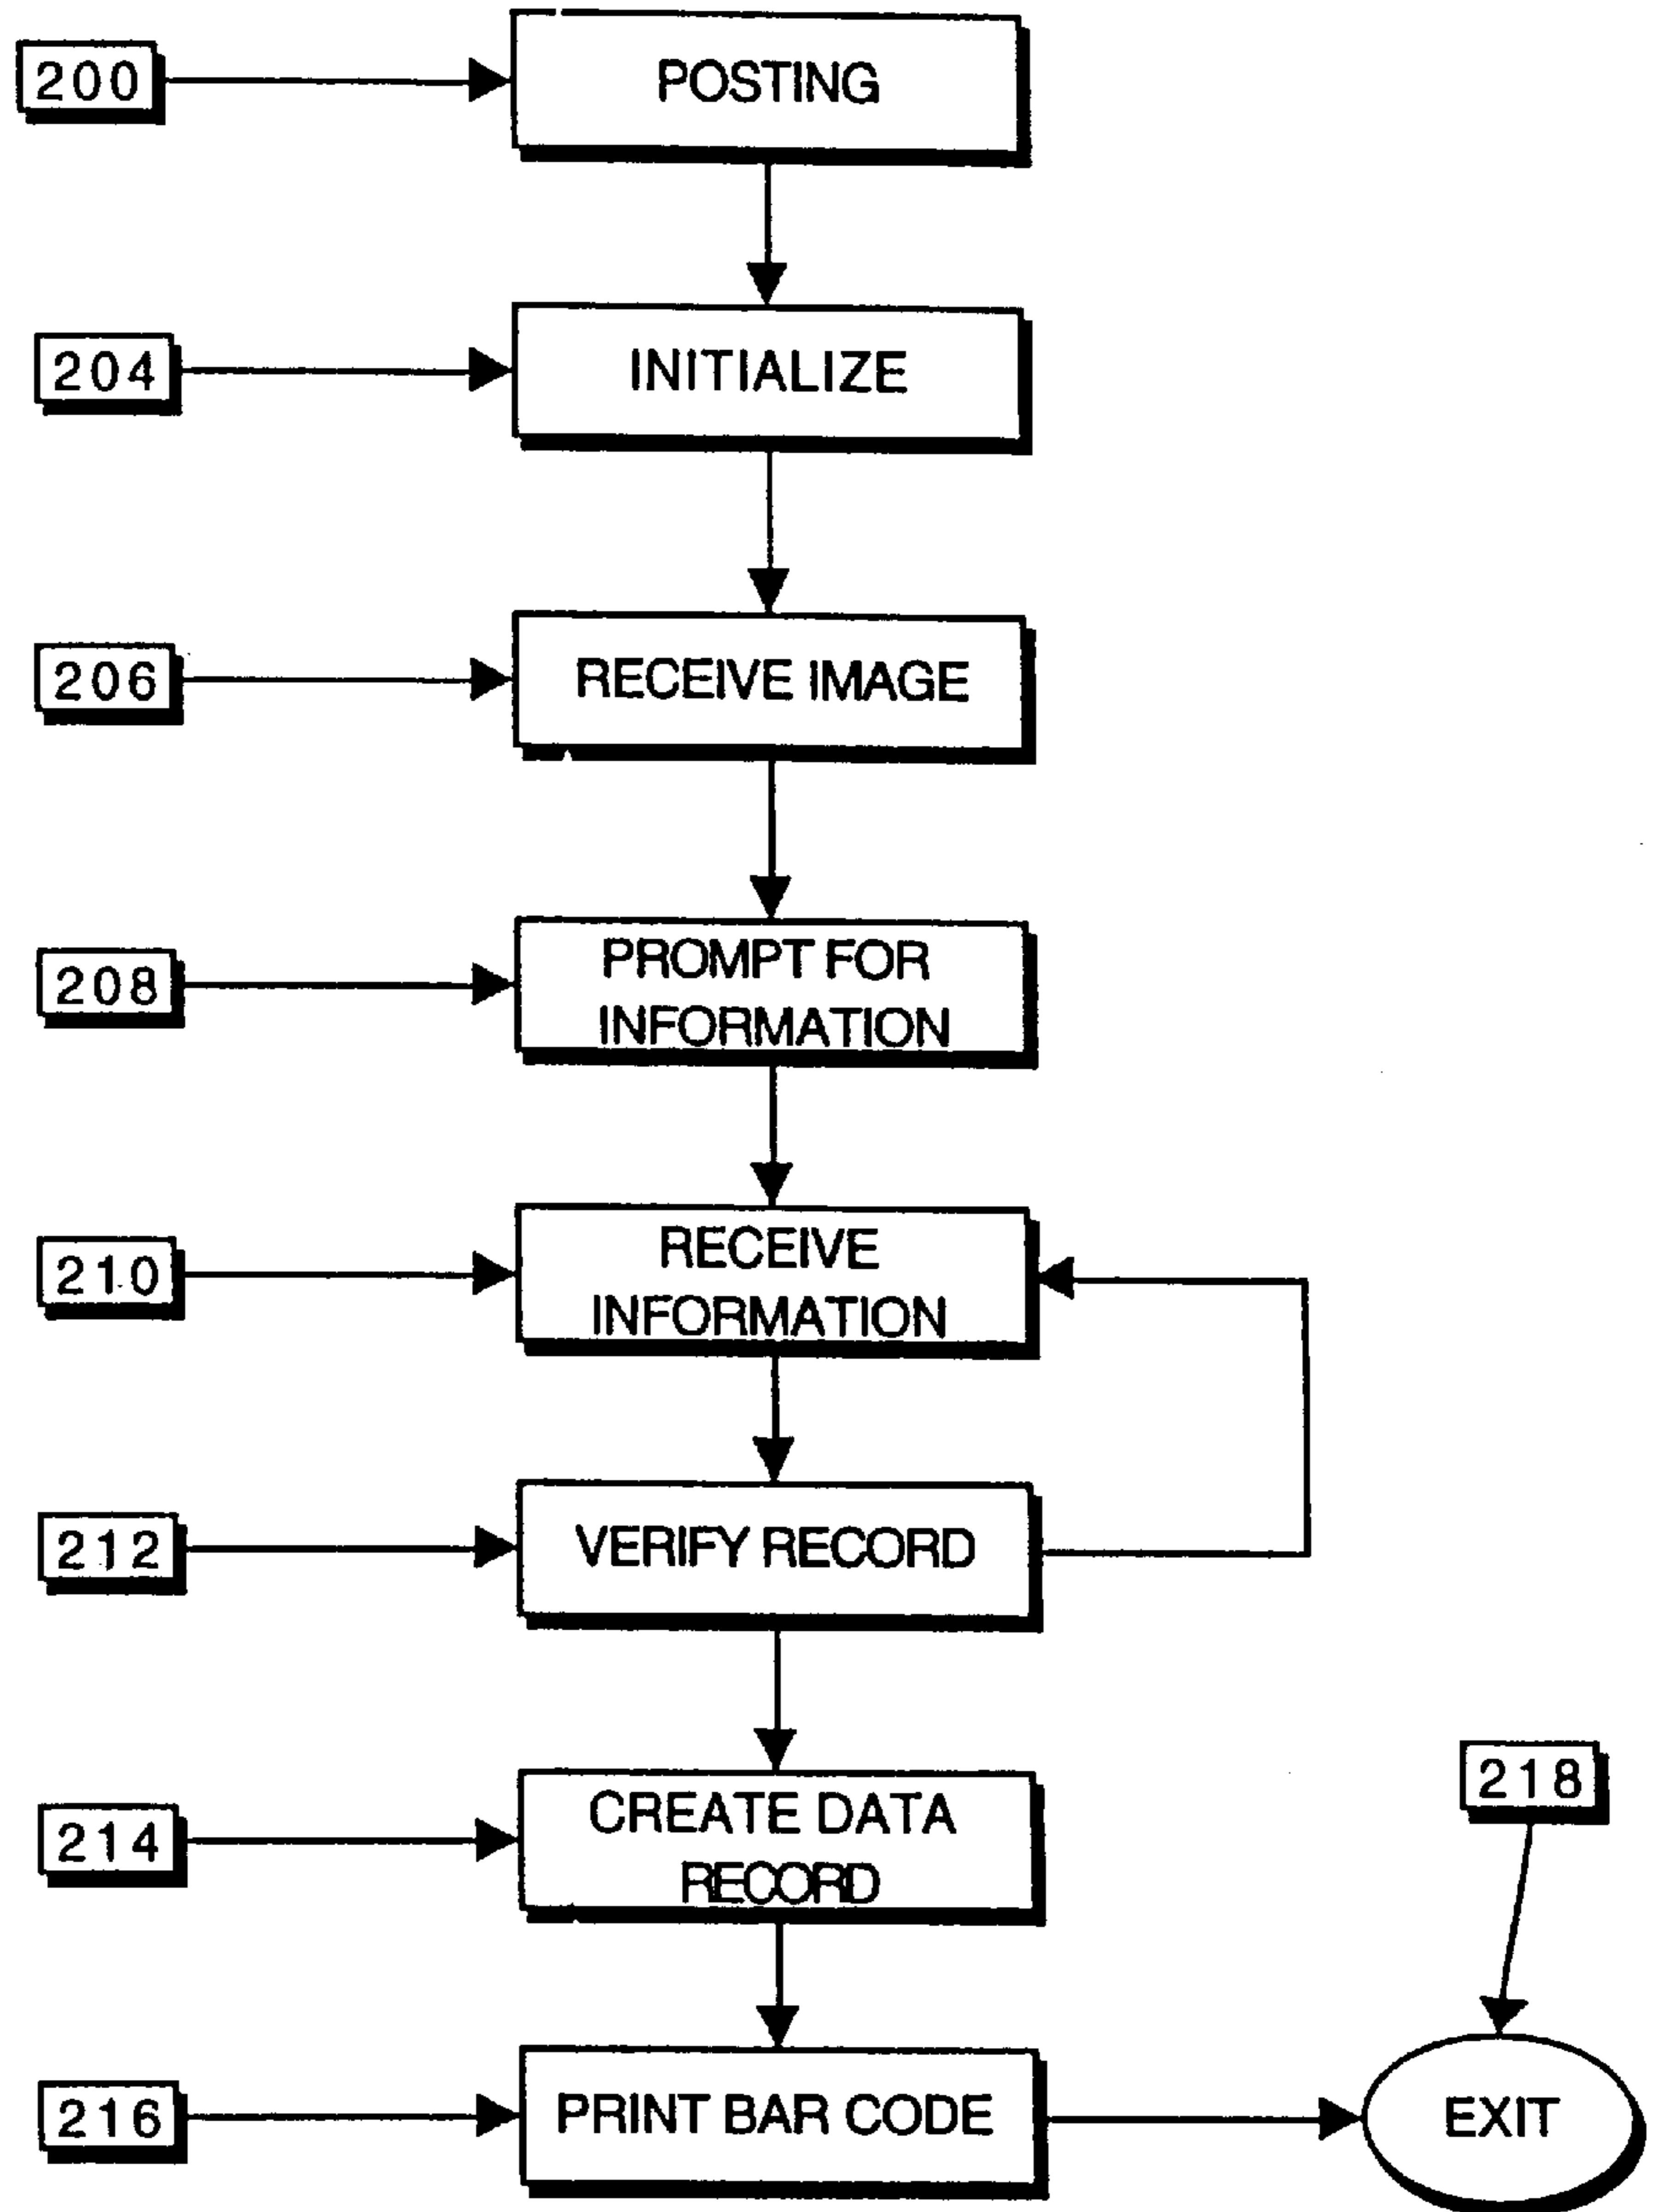 200
POSTING
204
INITIALIZE
206
RECEIVE IMAGE
208
PROMPT FOR
INFORMATION
210
RECEIVE
INFORMATION
212
VERIFY RECORD
214
CREATE DATA
RECORD
218
216
PRINT BAR CODE
EXIT